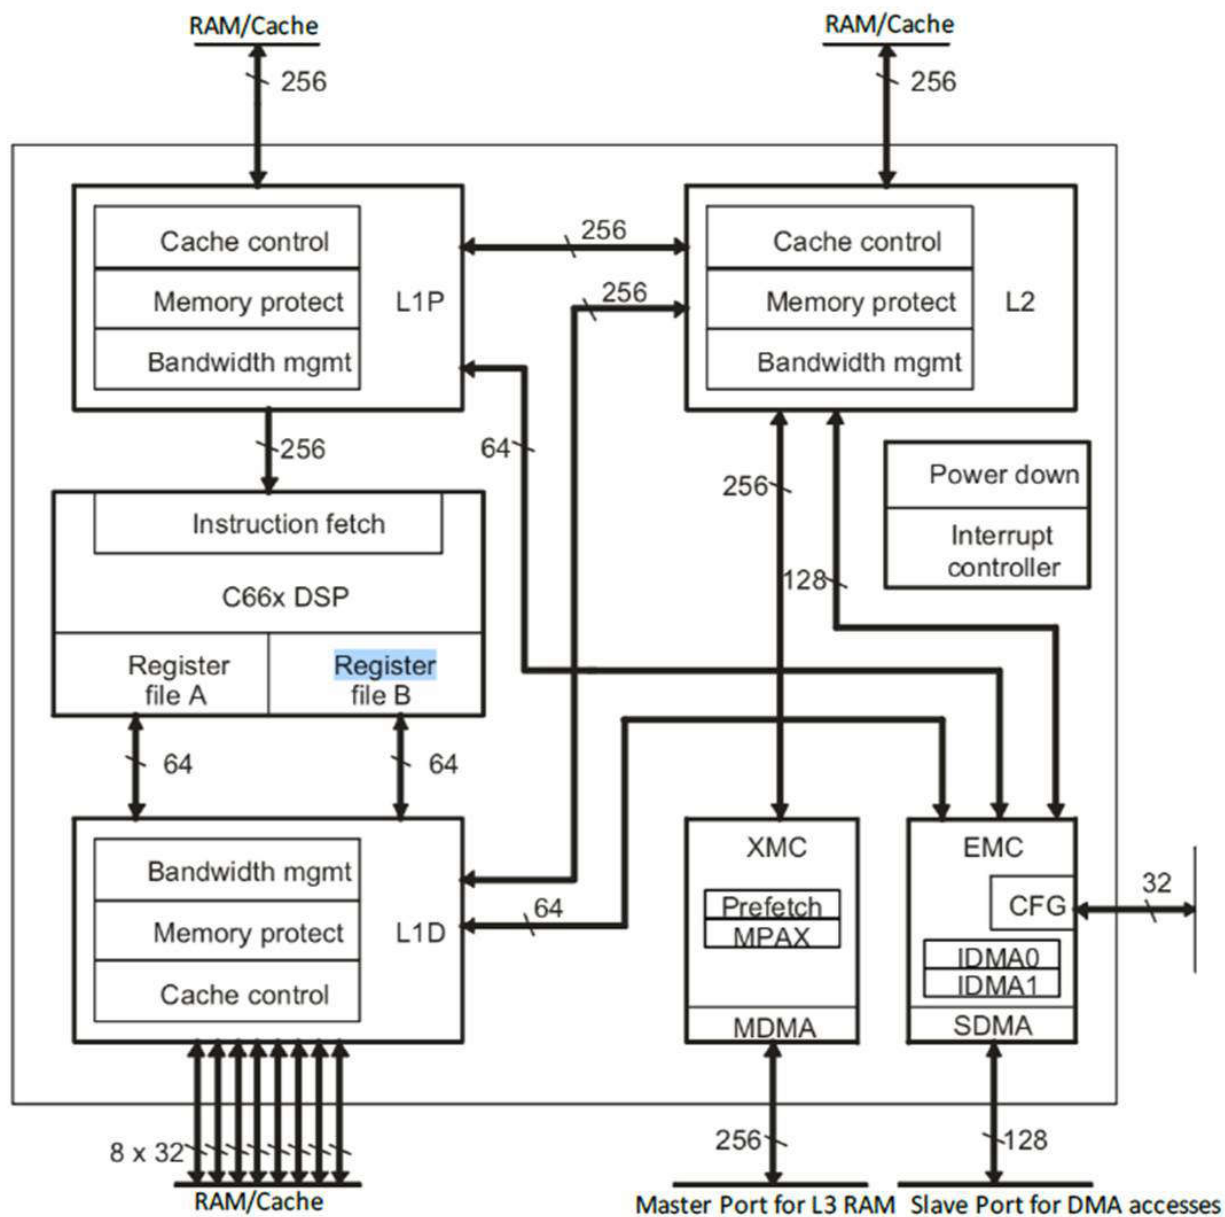 RAM/Cache
RAM/Cache
256
256
Cache control
Memory protect
Bandwidth mgmt
L1P
256
256
Cache control
Memory protect
Bandwidth mgmt
L2
256
64
256
128
Power down
Interrupt
controller
Instruction fetch
C66x DSP
Register
file A
Register
file B
64
64
Bandwidth mgmt
Memory protect
Cache control
L1D
64
XMC
Prefetch
MPAX
MDMA
EMC
CFG
IDMA0
IDMA1
SDMA
32
8 x 32
256
128
RAM/Cache
Master Port for L3 RAM
Slave Port for DMA accesses